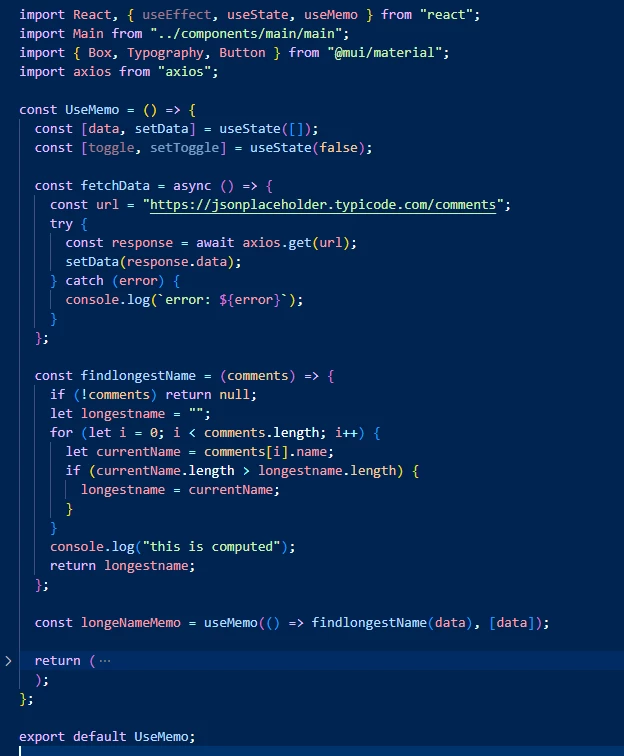 import React, { useEffect, useState, useMemo } from "react";
import Main from "../components/main/main";
import { Box, Typography, Button } from "@mui/material";
import axios from "axios";

const UseMemo = () => {
  const [data, setData] = useState([]);
  const [toggle, setToggle] = useState(false);

  const fetchData = async () => {
    const url = "https://jsonplaceholder.typicode.com/comments";
    try {
      const response = await axios.get(url);
      setData(response.data);
    } catch (error) {
      console.log(`error: ${error}`);
    }
  };

  const findlongestName = (comments) => {
    if (!comments) return null;
    let longestname = "";
    for (let i = 0; i < comments.length; i++) {
      let currentName = comments[i].name;
      if (currentName.length > longestname.length) {
        longestname = currentName;
      }
    }
    console.log("this is computed");
    return longestname;
  };

  const longeNameMemo = useMemo(() => findlongestName(data), [data]);

  return (···
  );
};

export default UseMemo;